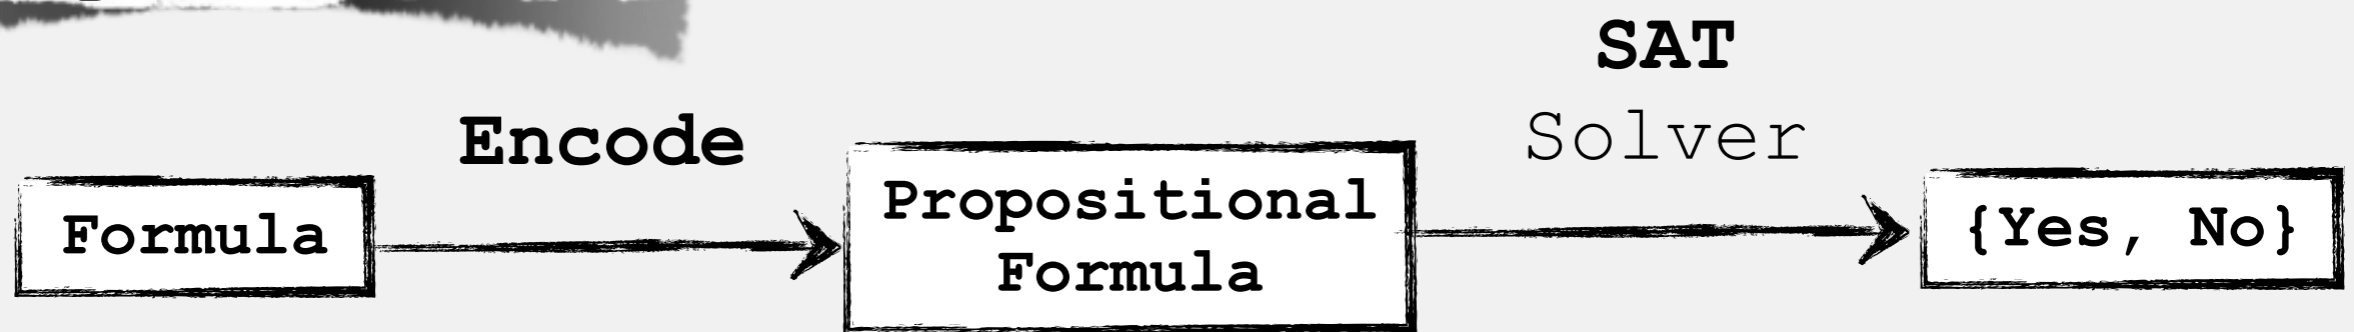 SAT
Encode
Solver
Formula
Propositional
Formula
{Yes, No}